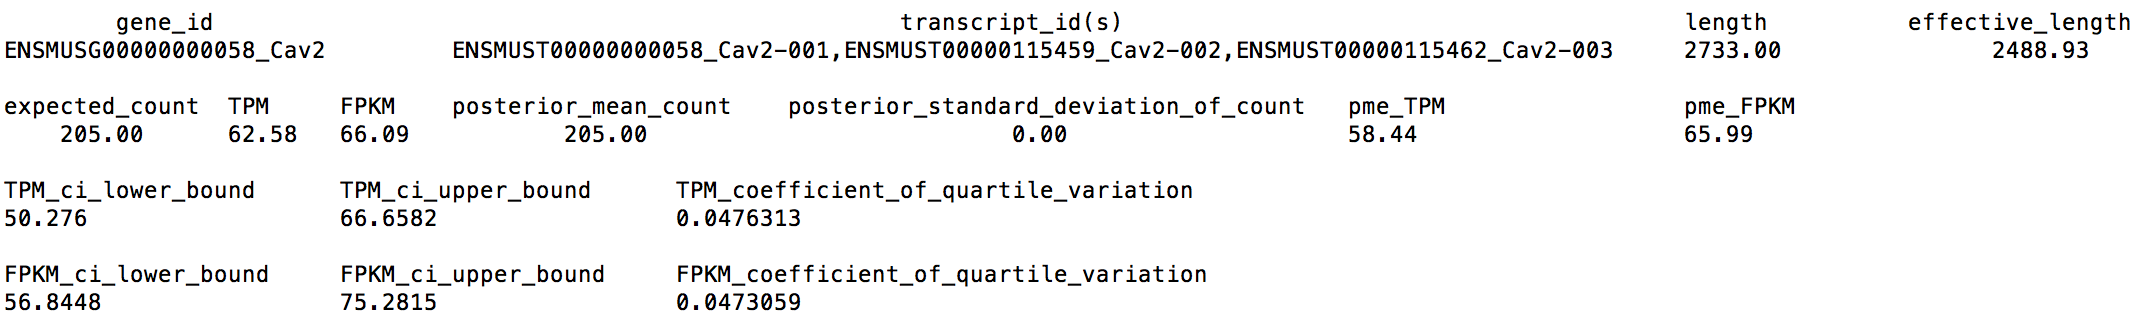 gene_id transcript_id(s) length effective_length
ENSMUSG00000000058_Cav2 ENSMUST00000000058_Cav2-001,ENSMUST00000115459_Cav2-002,ENSMUST00000115462_Cav2-003 2733.00 2488.93
expected_count TPM FPKM posterior_mean_count posterior_standard_deviation_of_count pme_TPM pme_FPKM
205.00 62.58 66.09 205.00 0.00 58.44 65.99
TPM_ci_lower_bound TPM_ci_upper_bound TPM_coefficient_of_quartile_variation
50.276 66.6582 0.0476313
FPKM_ci_lower_bound FPKM_ci_upper_bound FPKM_coefficient_of_quartile_variation
56.8448 75.2815 0.0473059